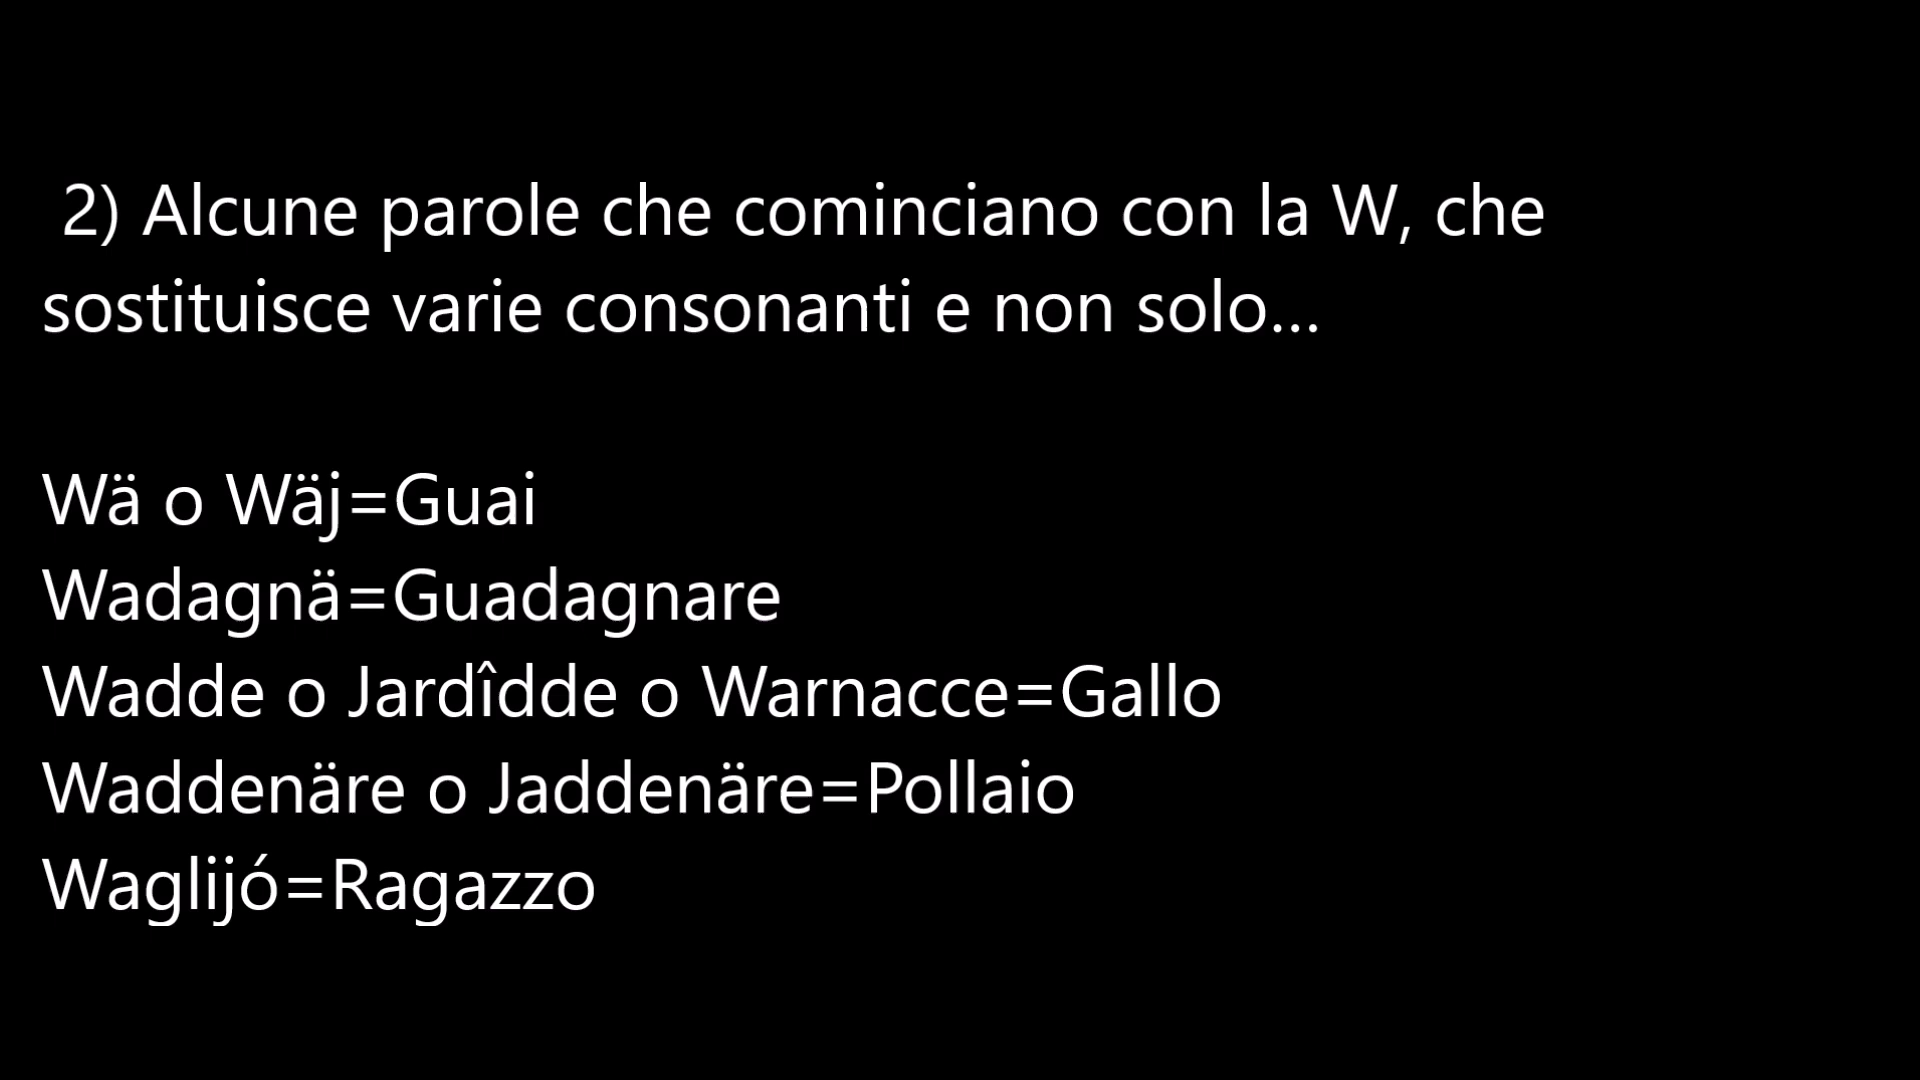 2) Alcune parole che cominciano con la W, che
sostituisce varie consonanti e non solo...
Wä o Wäj=Guai
Wadagnä=Guadagnare
Wadde o Jardîdde o Warnacce=Gallo
Waddenäre o Jaddenäre=Pollaio
Waglijó=Ragazzo